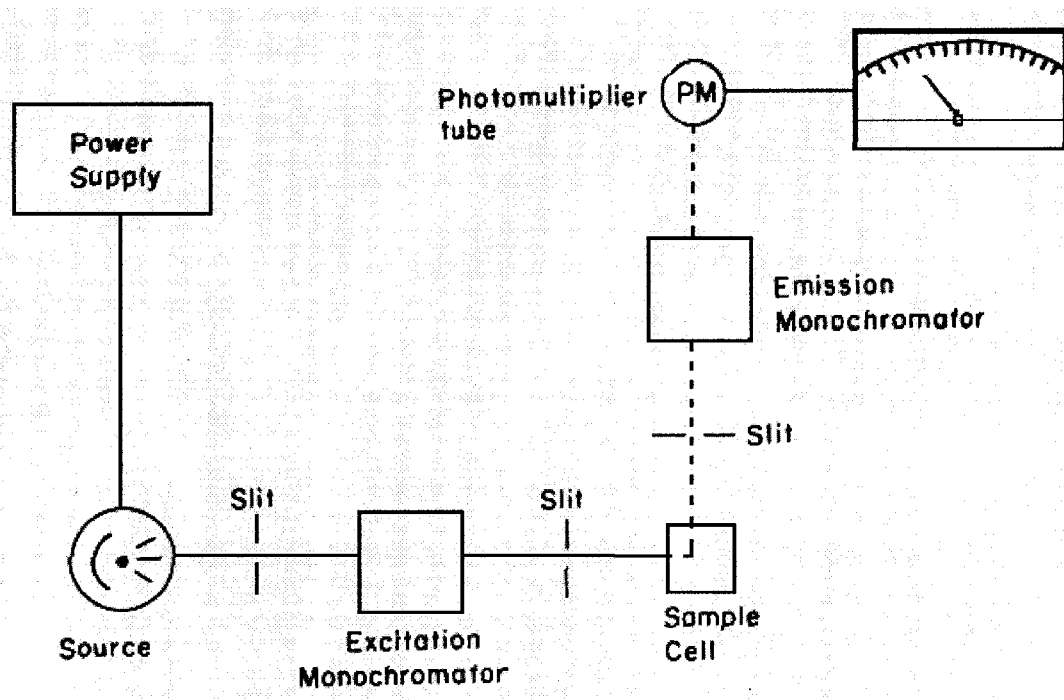 Power
Supply
Photomultiplier
tube
PM
Emission
Monochromator
Slit
Slit
Slit
Source
Excitation
Monochromator
Sample
Cell